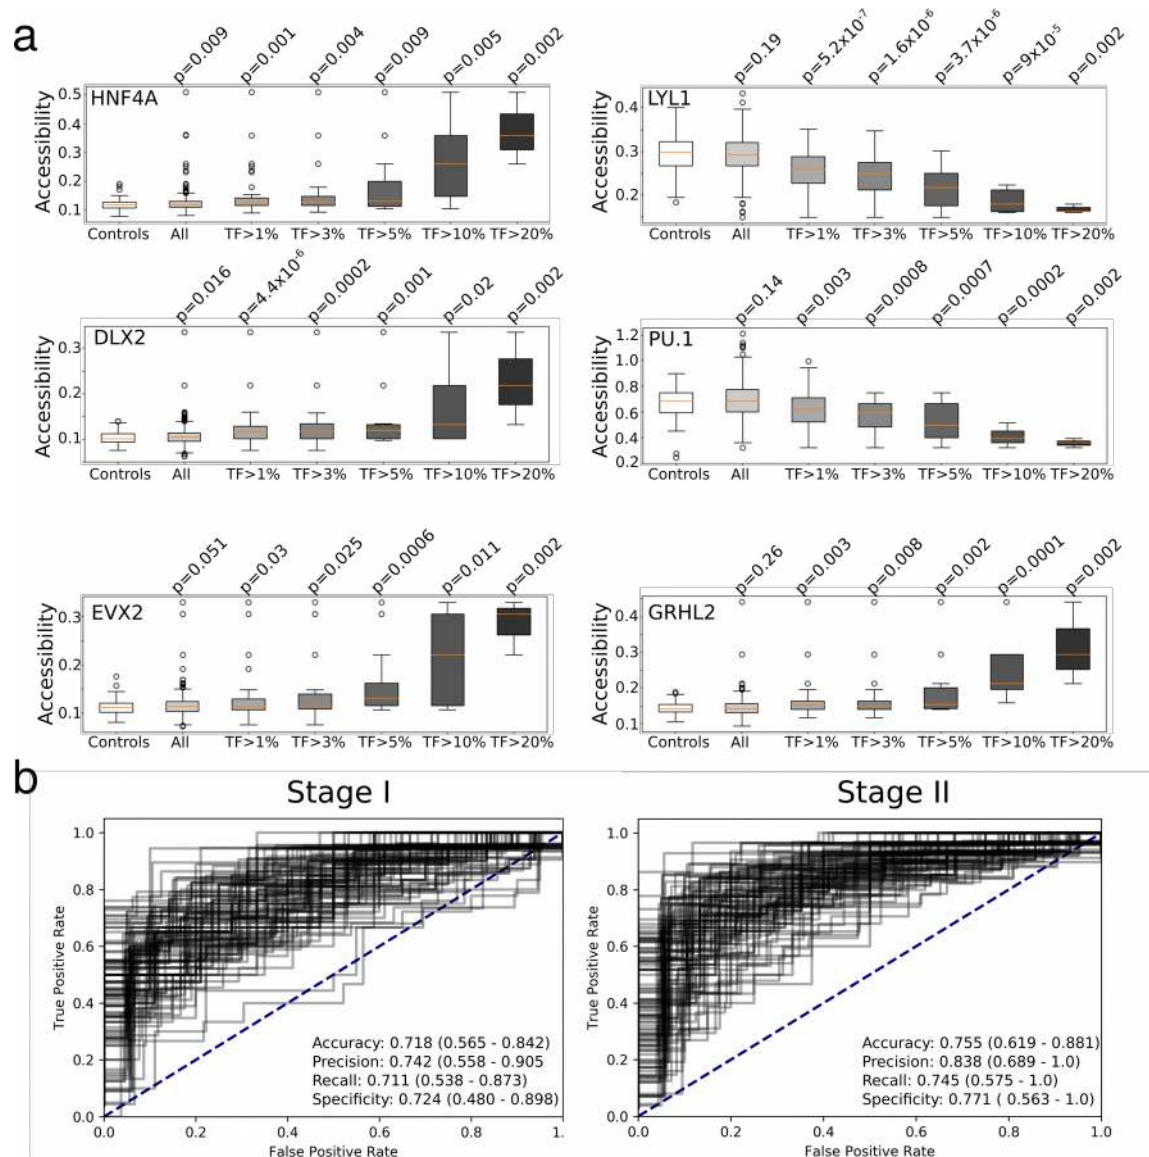 a
p=0.009 p=0.001 p=0.004 p=0.009 p=0.005 p=0.002
HNF4A
Accessibility
0.5
0.4
0.3
0.2
0.1
Controls All TF>1% TF>3% TF>5% TF>10% TF>20%
p=0.19 p=5.2x10-7 p=1.6x10-6 p=3.7x10-6 p=9x10-5 p=0.002
LYL1
Accessibility
0.4
0.3
0.2
Controls All TF>1% TF>3% TF>5% TF>10% TF>20%
p=0.016 p=4.4x10-6 p=0.0002 p=0.001 p=0.02 p=0.002
DLX2
Accessibility
0.3
0.2
0.1
Controls All TF>1% TF>3% TF>5% TF>10% TF>20%
p=0.14 p=0.003 p=0.0008 p=0.0007 p=0.0002 p=0.002
PU.1
Accessibility
1.2
1.0
0.8
0.6
0.4
0.2
Controls All TF>1% TF>3% TF>5% TF>10% TF>20%
p=0.051 p=0.03 p=0.025 p=0.0006 p=0.011 p=0.002
EVX2
Accessibility
0.3
0.2
0.1
Controls All TF>1% TF>3% TF>5% TF>10% TF>20%
p=0.26 p=0.003 p=0.008 p=0.002 p=0.0001 p=0.002
GRHL2
Accessibility
0.4
0.3
0.2
0.1
Controls All TF>1% TF>3% TF>5% TF>10% TF>20%
b
Stage I
True Positive Rate
1.0
0.8
0.6
0.4
0.2
0.0
Accuracy: 0.718 (0.565 - 0.842)
Precision: 0.742 (0.558 - 0.905
Recall: 0.711 (0.538 - 0.873)
Specificity: 0.724 (0.480 - 0.898)
0.0 0.2 0.4 0.6 0.8 1.
False Positive Rate
Stage II
True Positive Rate
1.0
0.8
0.6
0.4
0.2
0.0
Accuracy: 0.755 (0.619 - 0.881)
Precision: 0.838 (0.689 - 1.0)
Recall: 0.745 (0.575 - 1.0)
Specificity: 0.771 ( 0.563 - 1.0)
0.0 0.2 0.4 0.6 0.8 1.0
False Positive Rate